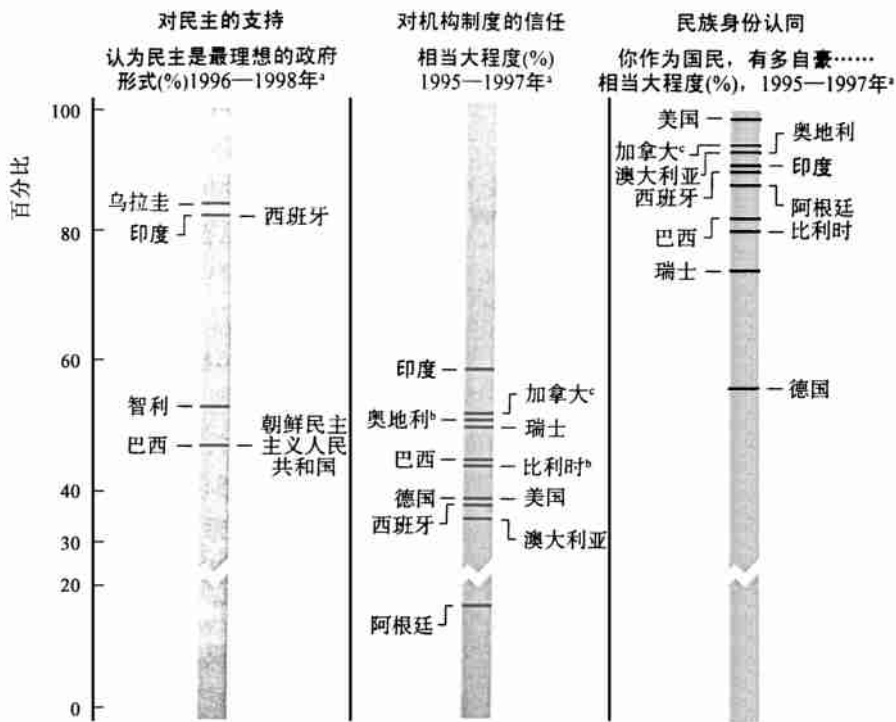 对民主的支持
认为民主是最理想的政府
形式(%)1996—1998年ᵃ
对机构制度的信任
相当大程度(%)
1995—1997年ᵃ
民族身份认同
你作为国民，有多自豪……
相当大程度(%)，1995—1997年ᵃ
百分比
100
80
60
40
30
20
0
乌拉圭
印度
西班牙
智利
巴西
朝鲜民主
主义人民
共和国
印度
加拿大ᶜ
奥地利ᵇ
瑞士
巴西
比利时ᵇ
德国
美国
西班牙
澳大利亚
阿根廷
美国
奥地利
加拿大ᶜ
印度
澳大利亚
西班牙
阿根廷
巴西
比利时
瑞士
德国